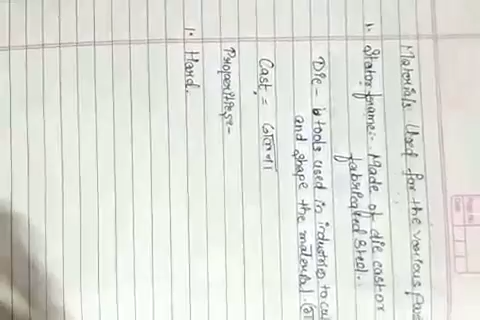 Materials Used for the various par
1. Stator frame:- Made of die cast or
fabricated steel.
Die - is tools used in industries to cut
and shape the material.
Cast =
Properties:-
1. Hard.